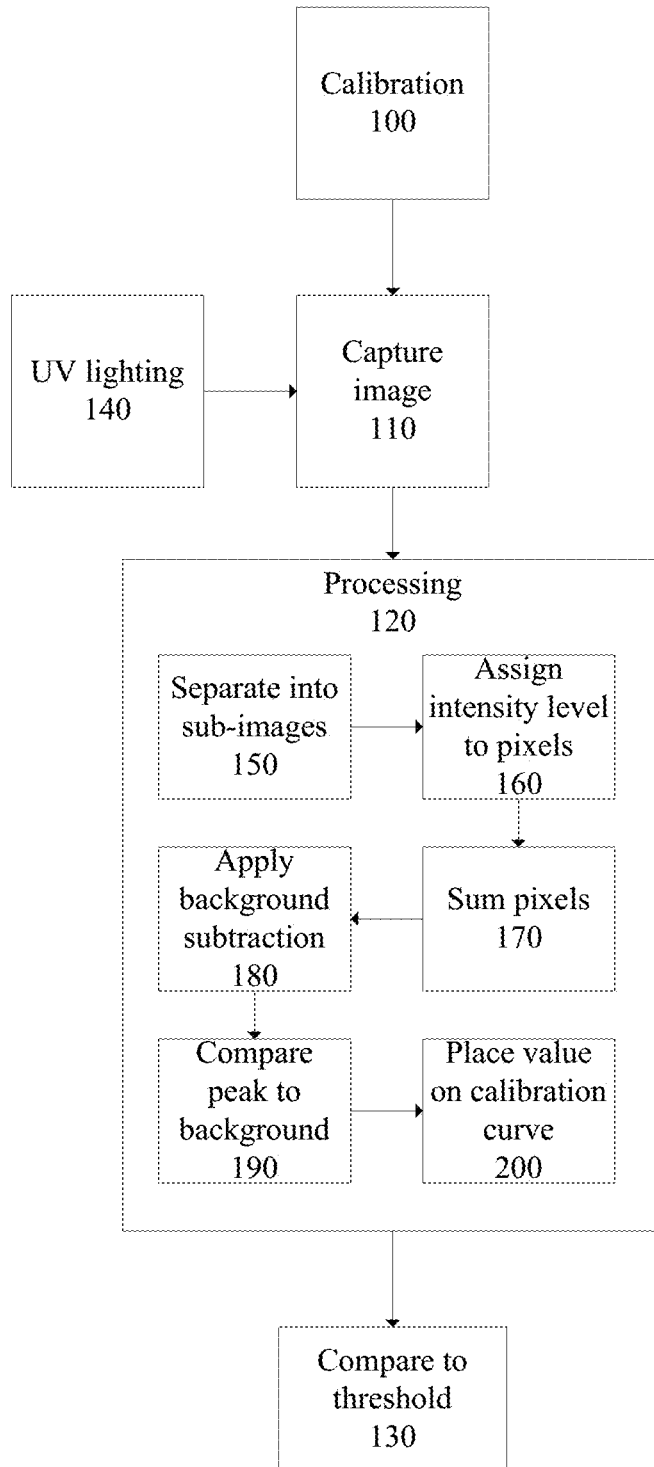 Calibration
100
UV lighting
140
Capture
image
110
Processing
120
Separate into
sub-images
150
Assign
intensity level
to pixels
160
Apply
background
subtraction
180
Sum pixels
170
Compare
peak to
background
190
Place value
on calibration
curve
200
Compare to
threshold
130